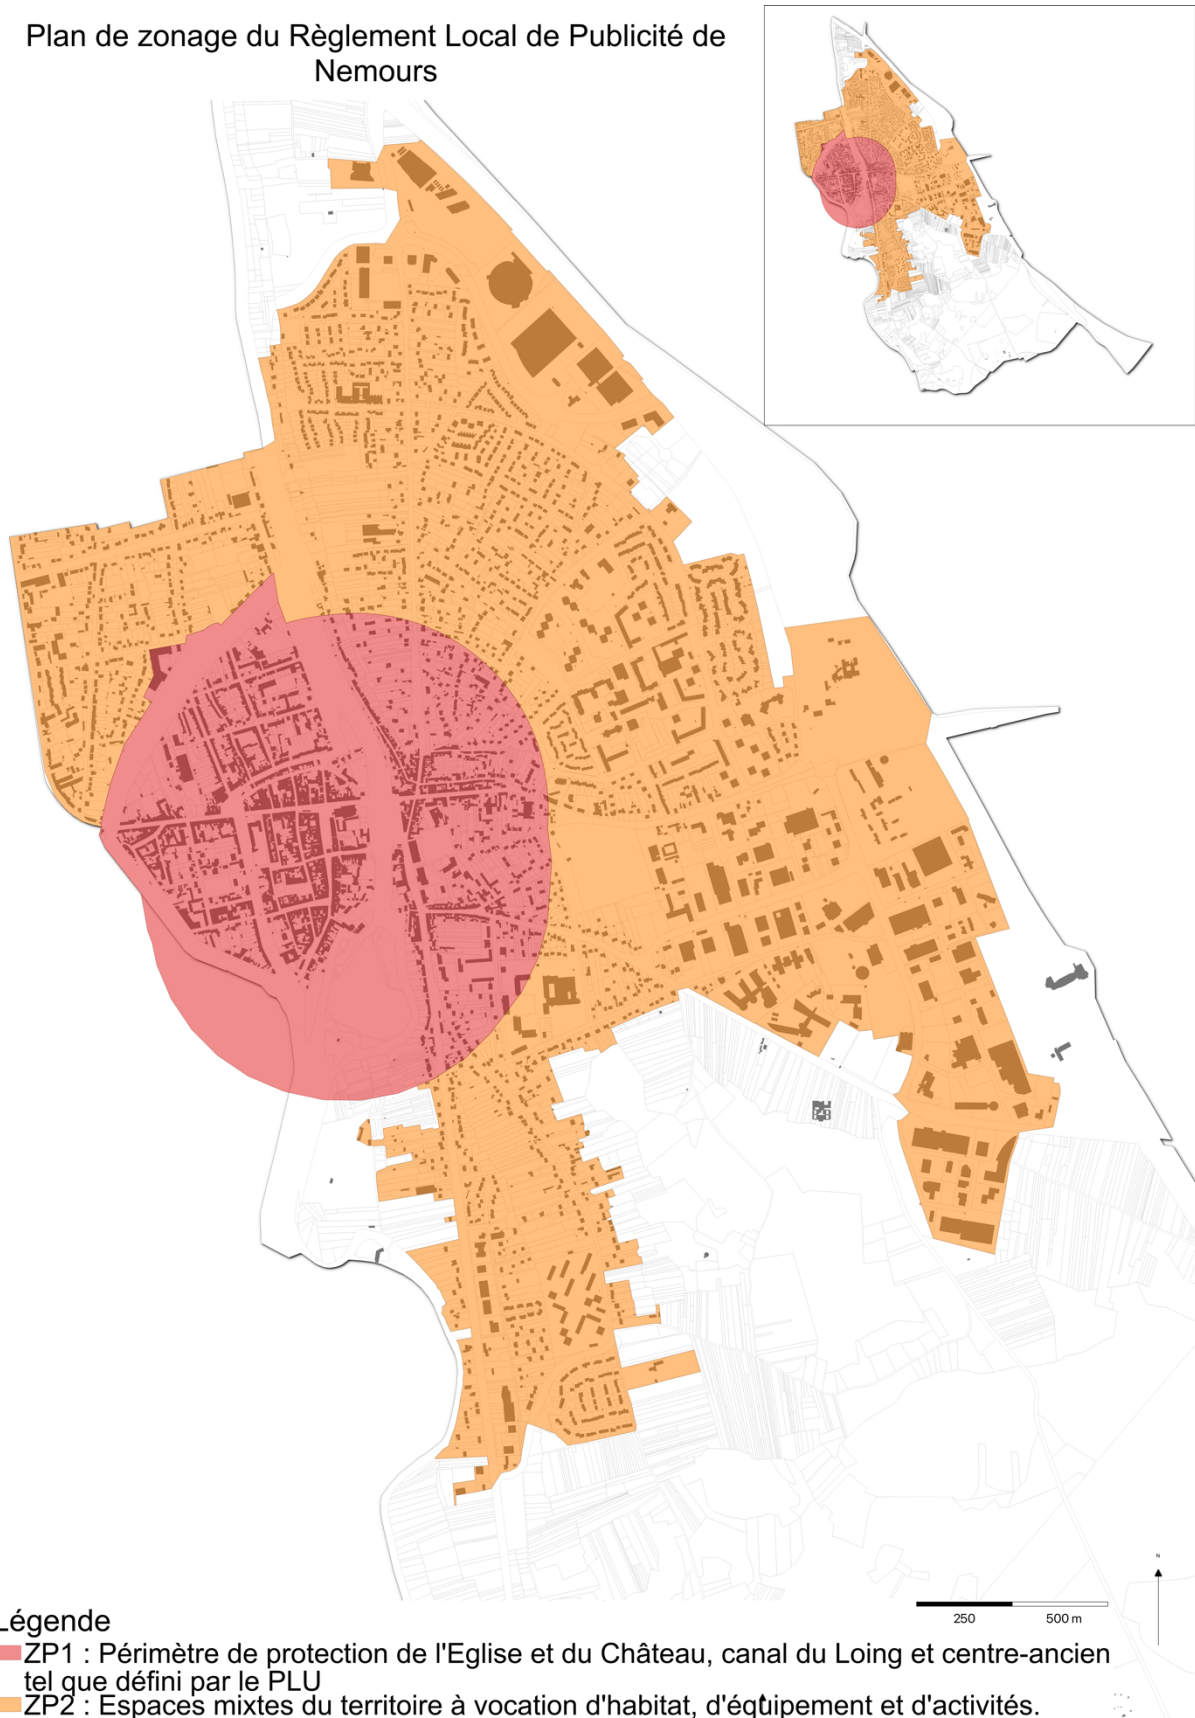 Plan de zonage du Règlement Local de Publicité de
Nemours
N
250 500 m
Légende
ZP1 : Périmètre de protection de l'Eglise et du Château, canal du Loing et centre-ancien
tel que défini par le PLU
ZP2 : Espaces mixtes du territoire à vocation d'habitat, d'équipement et d'activités.